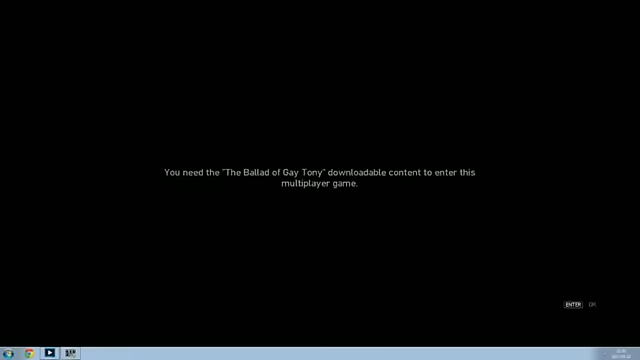 You need the "The Ballad of Gay Tony" downloadable content to enter this
multiplayer game.
ENTER OK